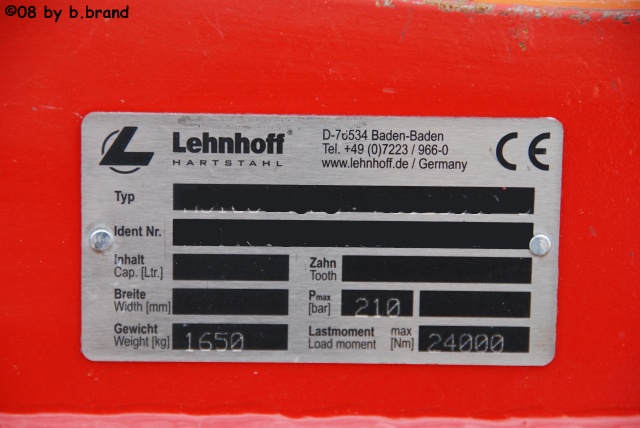 ©08 by b.brand
Lehnhoff®
HARTSTAHL
D-76534 Baden-Baden
Tel. +49 (0)7223 / 966-0
www.lehnhoff.de / Germany
CE
Typ
Ident Nr.
Inhalt
Cap. [Ltr.]
Zahn
Tooth
Breite
Width [mm]
Pmax
[bar] 210
Gewicht
Weight [kg] 1650
Lastmoment max
Load moment [Nm] 24000